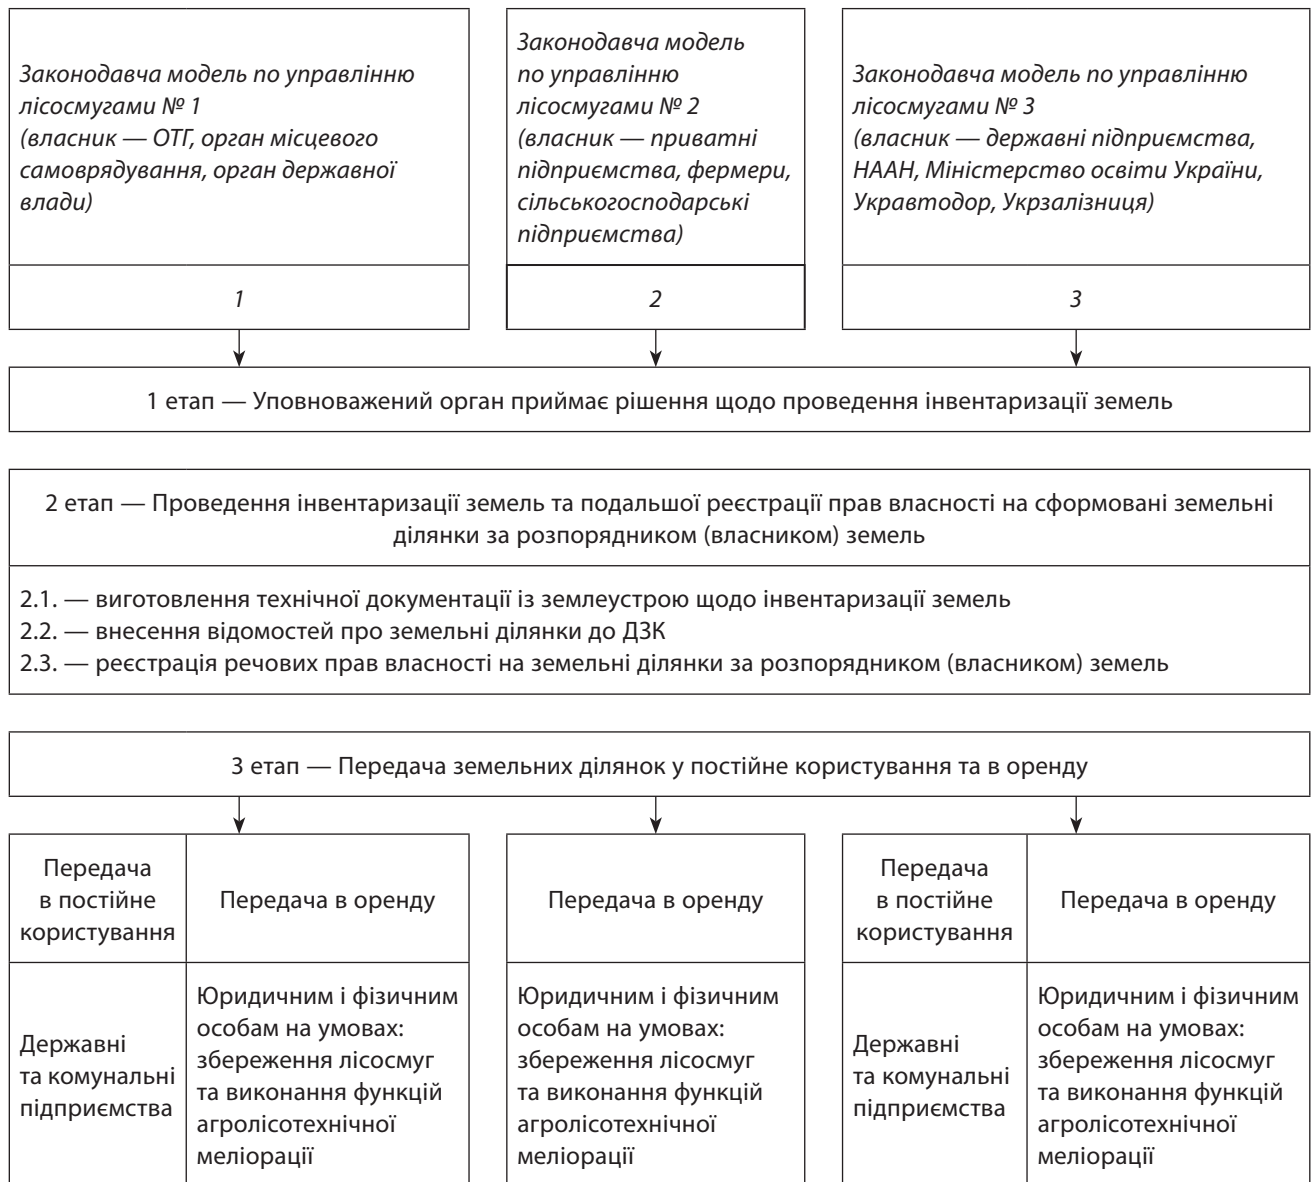 Законодавча модель по управлінню
лісосмугами № 1
(власник — ОТГ, орган місцевого
самоврядування, орган державної
влади)
1
Законодавча модель
по управлінню
лісосмугами № 2
(власник — приватні
підприємства, фермери,
сільськогосподарські
підприємства)
2
Законодавча модель по управлінню
лісосмугами № 3
(власник — державні підприємства,
НААН, Міністерство освіти України,
Укравтодор, Укрзалізниця)
3
1 етап — Уповноважений орган приймає рішення щодо проведення інвентаризації земель
2 етап — Проведення інвентаризації земель та подальшої реєстрації прав власності на сформовані земельні
ділянки за розпорядником (власником) земель
2.1. — виготовлення технічної документації із землеустрою щодо інвентаризації земель
2.2. — внесення відомостей про земельні ділянки до ДЗК
2.3. — реєстрація речових прав власності на земельні ділянки за розпорядником (власником) земель
3 етап — Передача земельних ділянок у постійне користування та в оренду
Передача
в постійне
користування
Передача в оренду
Державні
та комунальні
підприємства
Юридичним і фізичним
особам на умовах:
збереження лісосмуг
та виконання функцій
агролісотехнічної
меліорації
Передача в оренду
Юридичним і фізичним
особам на умовах:
збереження лісосмуг
та виконання функцій
агролісотехнічної
меліорації
Передача
в постійне
користування
Передача в оренду
Державні
та комунальні
підприємства
Юридичним і фізичним
особам на умовах:
збереження лісосмуг
та виконання функцій
агролісотехнічної
меліорації